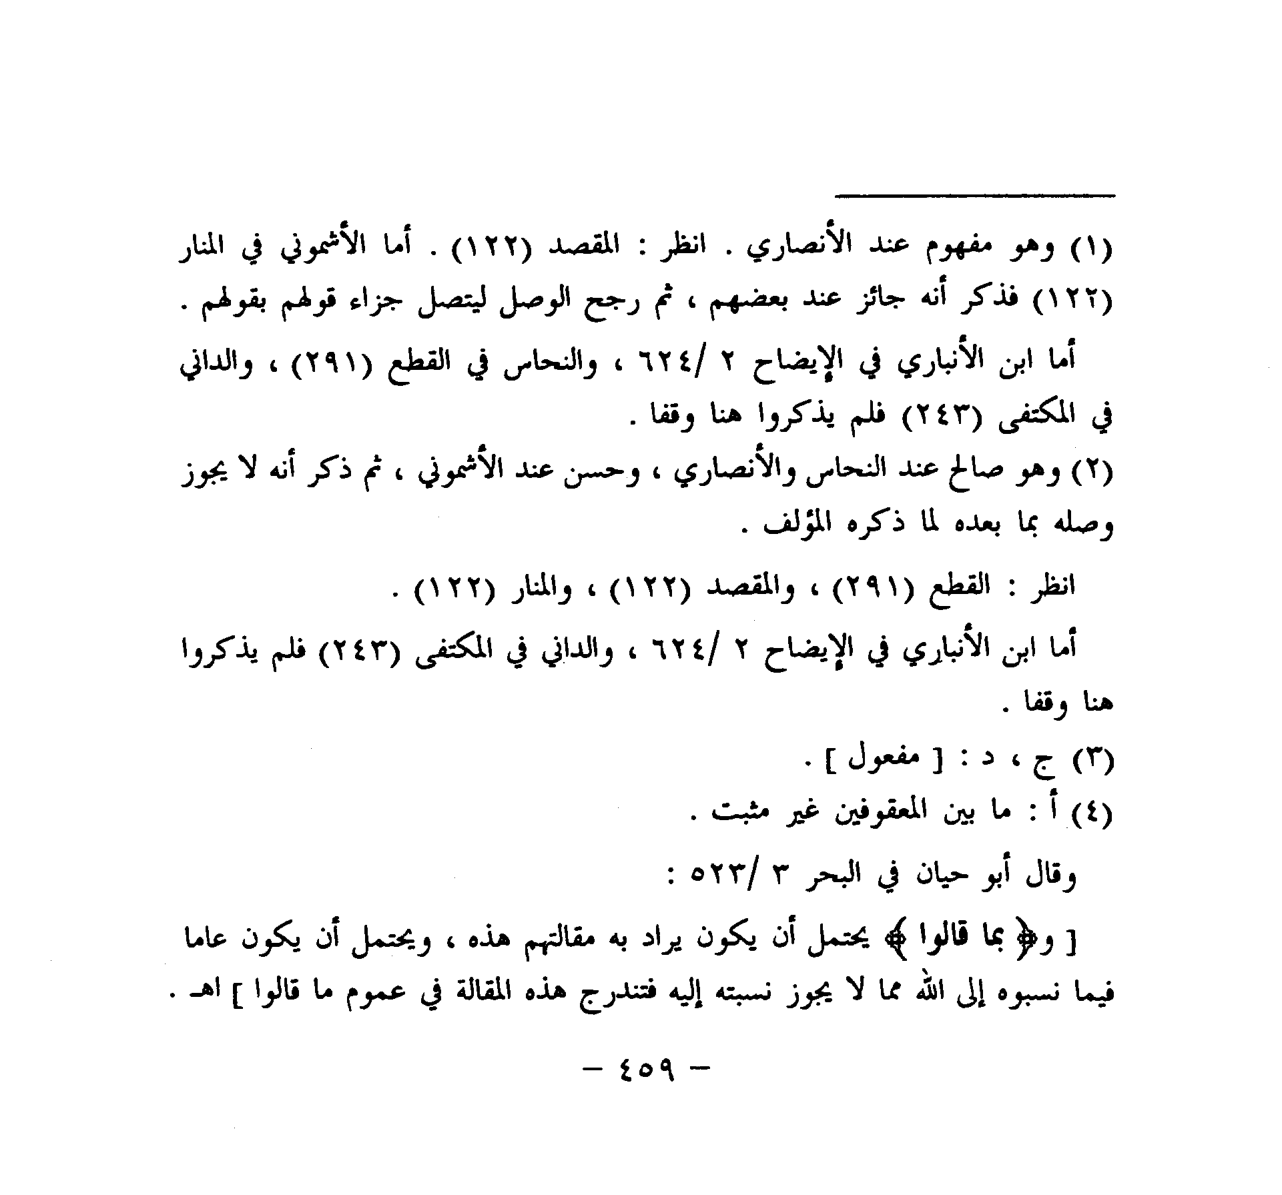 (١) وهو مفهوم عند الأنصاري . انظر : المقصد (١٢٢) . أما الأشموني في المنار
(١٢٢) فذكر أنه جائز عند بعضهم ، ثم رجح الوصل ليتصل جزاء قولهم بقولهم .
أما ابن الأنباري في الإيضاح ٢ /٦٢٤ ، والنحاس في القطع (٢٩١) ، والداني
في المكتفى (٢٤٣) فلم يذكروا هنا وقفا .
(٢) وهو صالح عند النحاس والأنصاري ، وحسن عند الأشموني ، ثم ذكر أنه لا يجوز
وصله بما بعده لما ذكره المؤلف .
انظر : القطع (٢٩١) ، والمقصد (١٢٢) ، والمنار (١٢٢) .
أما ابن الأنباري في الإيضاح ٢ /٦٢٤ ، والداني في المكتفى (٢٤٣) فلم يذكروا
هنا وقفا .
(٣) ج ، د : [ مفعول ] .
(٤) أ : ما بين المعقوفين غير مثبت .
وقال أبو حيان في البحر ٣ /٥٢٣ :
[ و﴿ بما قالوا ﴾ يحتمل أن يكون يراد به مقالتهم هذه ، ويحتمل أن يكون عاما
فيما نسبوه إلى الله مما لا يجوز نسبته إليه فتندرج هذه المقالة في عموم ما قالوا ] اهـ .
– ٤٥٩ –